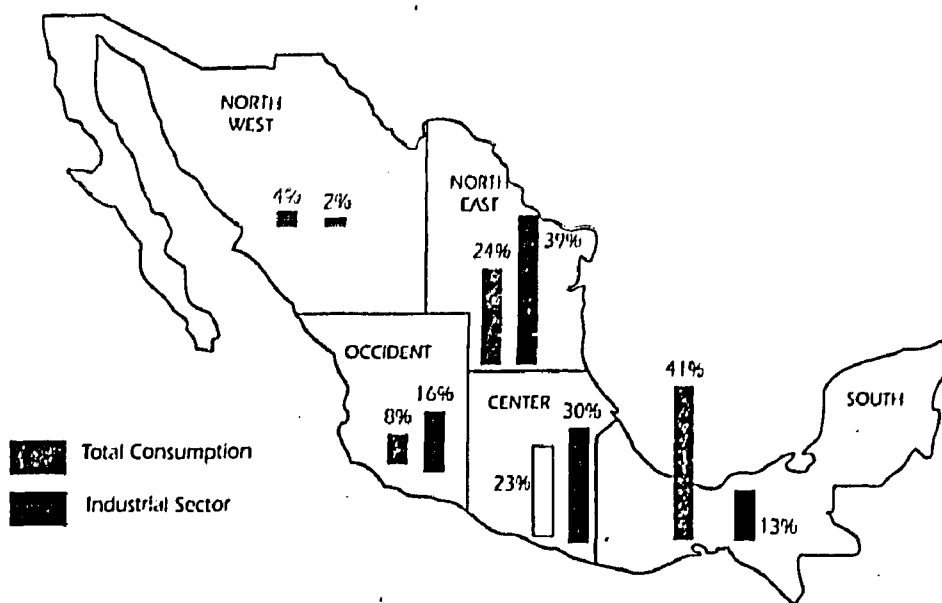 NORTH
WEST
4% 2%
NORTH
EAST
24%
39%
OCCIDENT
8%
16%
CENTER
23%
30%
41%
SOUTH
13%
Total Consumption
Industrial Sector